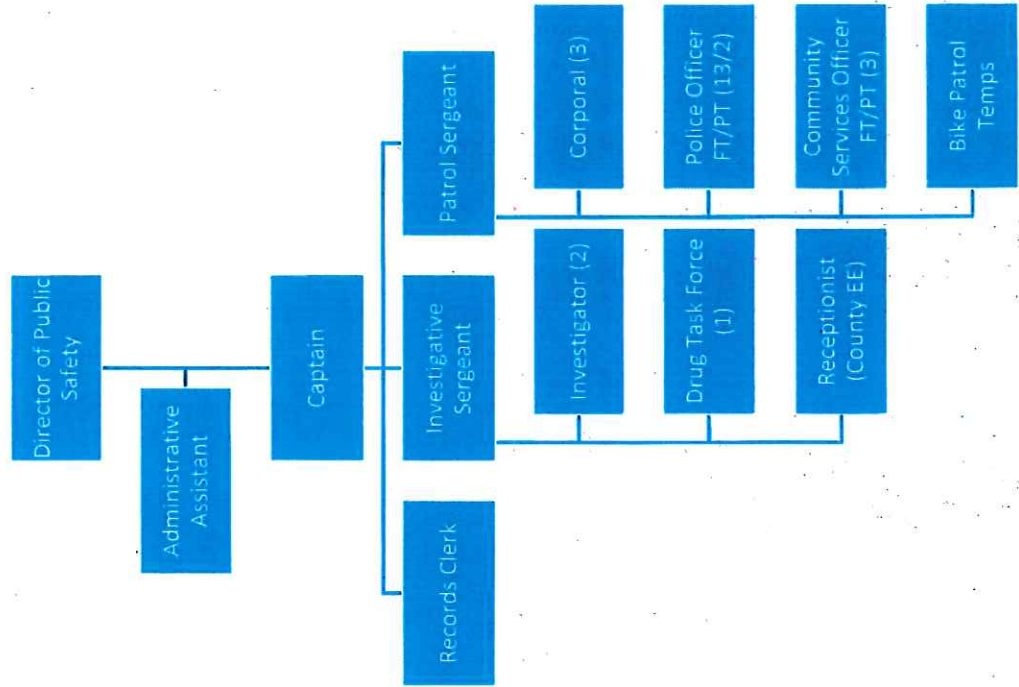 Director of Public
Safety
Administrative
Assistant
Captain
Records Clerk
Investigative
Sergeant
Patrol Sergeant
Investigator (2)
Drug Task Force
(1)
Receptionist
(County EE)
Corporal (3)
Police Officer
FT/PT (13/2)
Community
Services Officer
FT/PT (3)
Bike Patrol
Temps